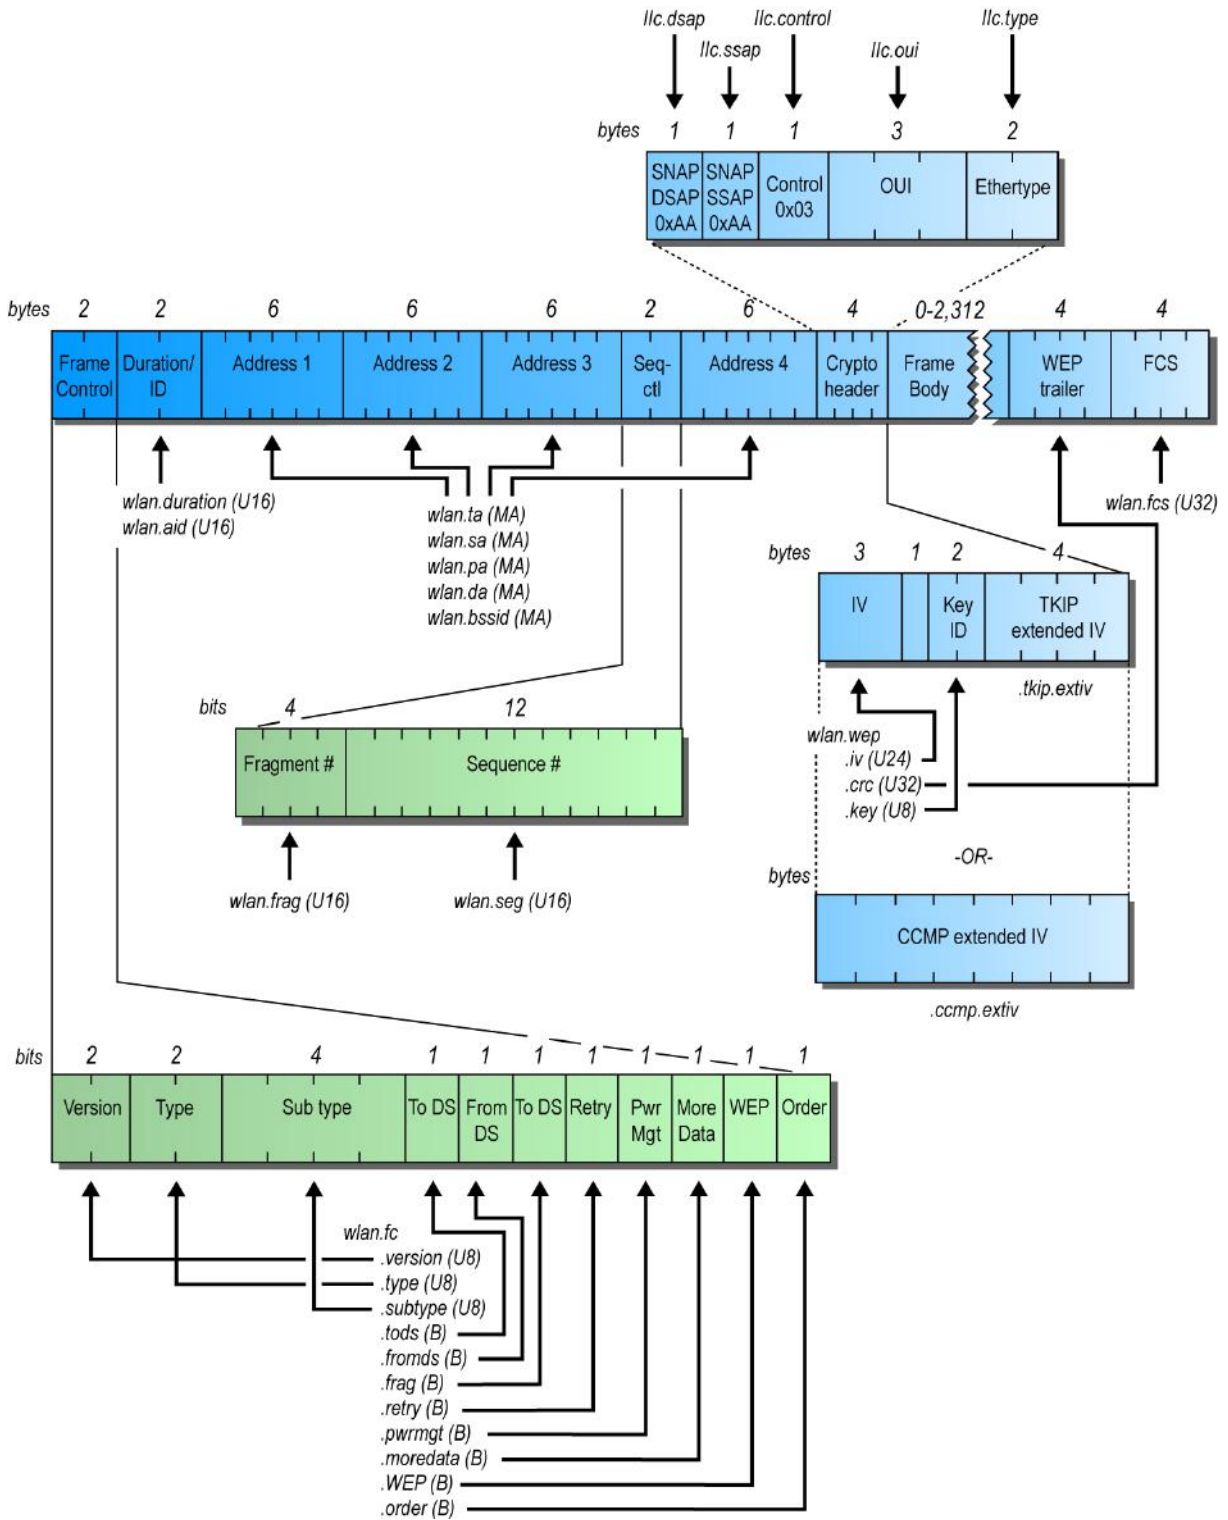 llc.dsap
llc.control
llc.type
llc.ssap
llc.oui
bytes 1 1 1 3 2
SNAP DSAP 0xAA
SNAP SSAP 0xAA
Control 0x03
OUI
Ethertype
bytes 2 2 6 6 6 2 6 4 0-2,312 4 4
Frame Control
Duration/ ID
Address 1
Address 2
Address 3
Seq- ctl
Address 4
Crypto header
Frame Body
WEP trailer
FCS
wlan.duration (U16)
wlan.aid (U16)
wlan.ta (MA)
wlan.sa (MA)
wlan.pa (MA)
wlan.da (MA)
wlan.bssid (MA)
wlan.fcs (U32)
bytes 3 1 2 4
IV
Key ID
TKIP extended IV
.tkip.extiv
wlan.wep
.iv (U24)
.crc (U32)
.key (U8)
-OR-
bytes
CCMP extended IV
.ccmp.extiv
bits 4 12
Fragment #
Sequence #
wlan.frag (U16)
wlan.seg (U16)
bits 2 2 4 1 1 1 1 1 1 1 1
Version
Type
Sub type
To DS
From DS
To DS
Retry
Pwr Mgt
More Data
WEP
Order
wlan.fc
.version (U8)
.type (U8)
.subtype (U8)
.tods (B)
.fromds (B)
.frag (B)
.retry (B)
.pwrmgt (B)
.moredata (B)
.WEP (B)
.order (B)